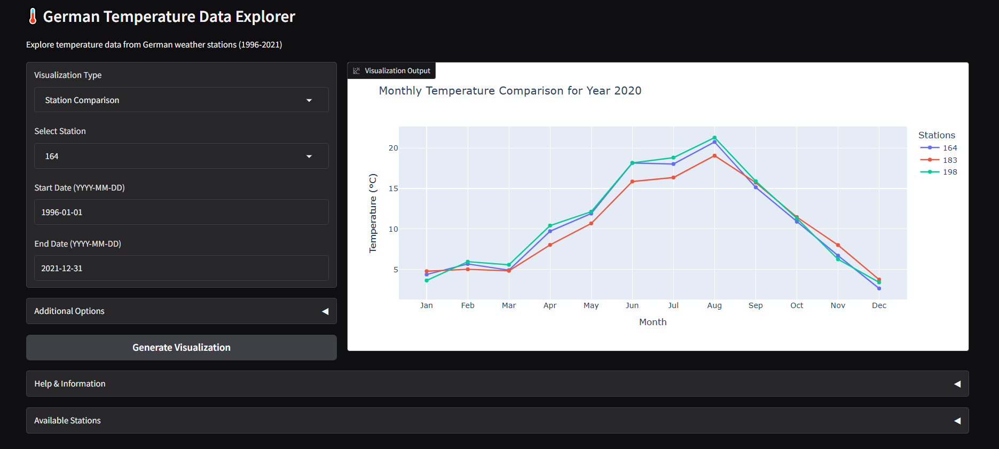 German Temperature Data Explorer
Explore temperature data from German weather stations (1996-2021)
Visualization Type
Station Comparison
Select Station
164
Start Date (YYYY-MM-DD)
1996-01-01
End Date (YYYY-MM-DD)
2021-12-31
Additional Options
Generate Visualization
Visualization Output
Monthly Temperature Comparison for Year 2020
Temperature (°C)
20
15
10
5
Jan Feb Mar Apr May Jun Jul Aug Sep Oct Nov Dec
Month
Stations
164
183
198
Help & Information
Available Stations